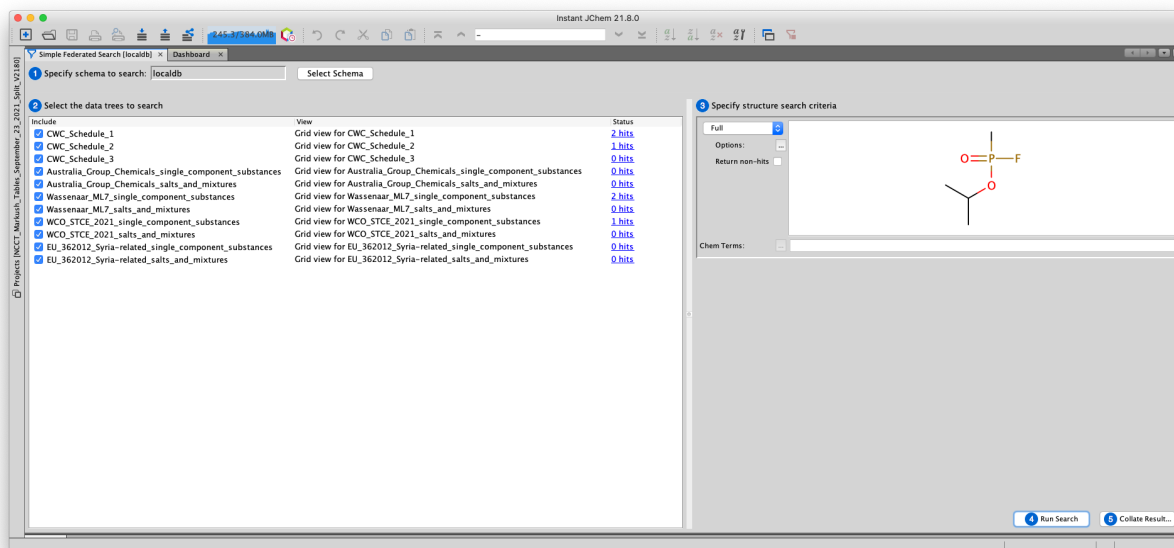 Instant JChem 21.8.0
245.3/584.0MB
Simple Federated Search [localdb] × Dashboard ×
Projects [NCCT_Markush_Tables_September_23_2021_Split_V2180]
1 Specify schema to search: localdb Select Schema
2 Select the data trees to search
Include View Status
CWC_Schedule_1 Grid view for CWC_Schedule_1 2 hits
CWC_Schedule_2 Grid view for CWC_Schedule_2 1 hits
CWC_Schedule_3 Grid view for CWC_Schedule_3 0 hits
Australia_Group_Chemicals_single_component_substances Grid view for Australia_Group_Chemicals_single_component_substances 0 hits
Australia_Group_Chemicals_salts_and_mixtures Grid view for Australia_Group_Chemicals_salts_and_mixtures 0 hits
Wassenaar_ML7_single_component_substances Grid view for Wassenaar_ML7_single_component_substances 2 hits
Wassenaar_ML7_salts_and_mixtures Grid view for Wassenaar_ML7_salts_and_mixtures 0 hits
WCO_STCE_2021_single_component_substances Grid view for WCO_STCE_2021_single_component_substances 1 hits
WCO_STCE_2021_salts_and_mixtures Grid view for WCO_STCE_2021_salts_and_mixtures 0 hits
EU_362012_Syria-related_single_component_substances Grid view for EU_362012_Syria-related_single_component_substances 0 hits
EU_362012_Syria-related_salts_and_mixtures Grid view for EU_362012_Syria-related_salts_and_mixtures 0 hits
3 Specify structure search criteria
Full
Options: ...
Return non-hits
O P F
O
Chem Terms: ...
4 Run Search 5 Collate Result...